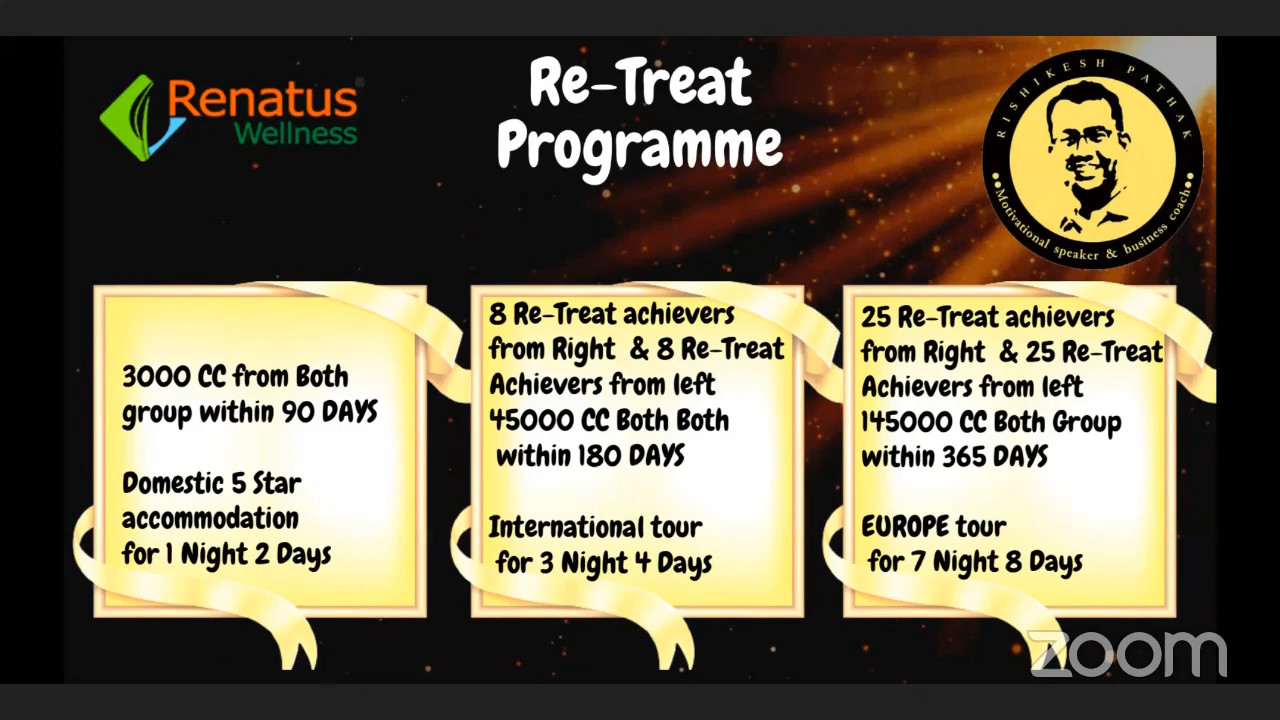 Renatus®
Wellness
Re-Treat
Programme
RISHIKESH PATHAK
Motivational speaker & business coach
3000 CC from Both
group within 90 DAYS
Domestic 5 Star
accommodation
for 1 Night 2 Days
8 Re-Treat achievers
from Right & 8 Re-Treat
Achievers from left
45000 CC Both Both
within 180 DAYS
International tour
for 3 Night 4 Days
25 Re-Treat achievers
from Right & 25 Re-Treat
Achievers from left
145000 CC Both Group
within 365 DAYS
EUROPE tour
for 7 Night 8 Days
zoom